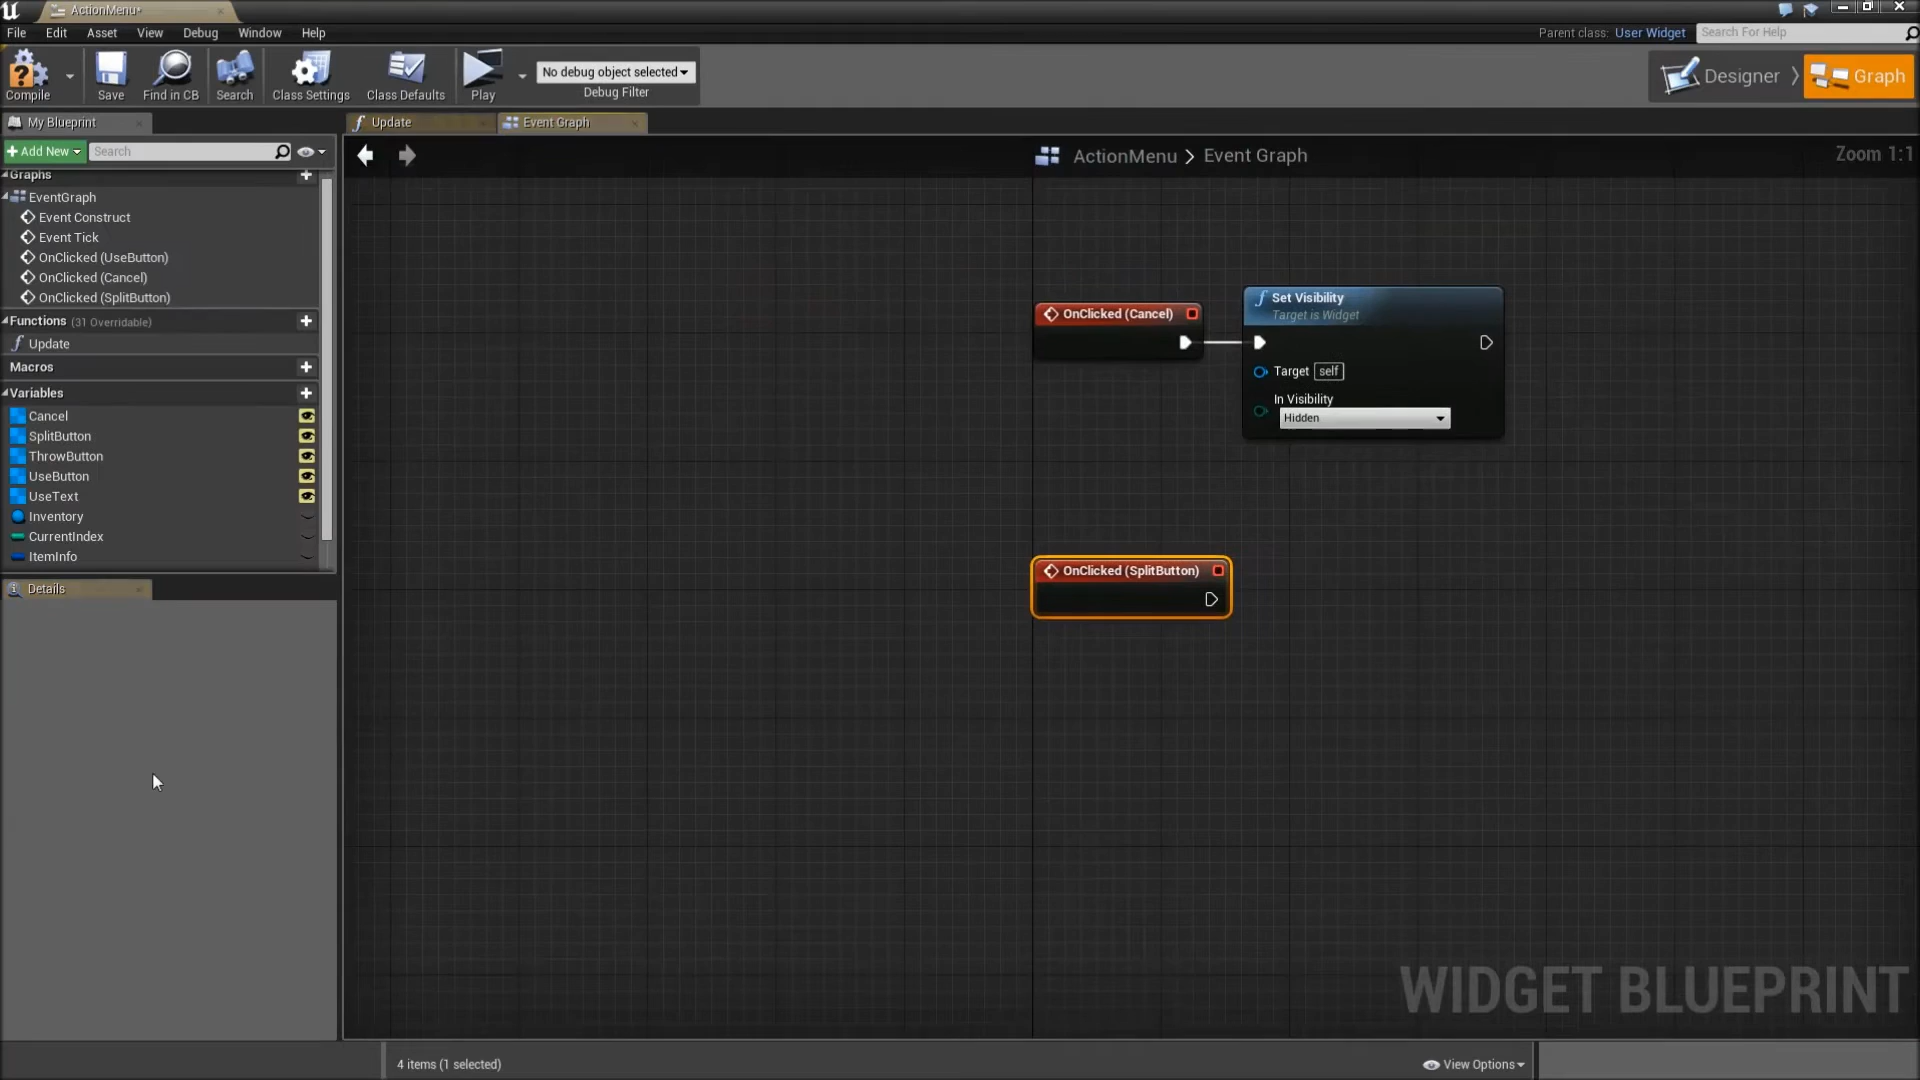 ActionMenu*
File Edit Asset View Debug Window Help
Parent class: User Widget
Search For Help
Compile
Save
Find in CB
Search
Class Settings
Class Defaults
Play
No debug object selected
Debug Filter
Designer
Graph
My Blueprint
Update
Event Graph
Add New
Search
ActionMenu > Event Graph
Zoom 1:1
Graphs
EventGraph
Event Construct
Event Tick
OnClicked (UseButton)
OnClicked (Cancel)
OnClicked (SplitButton)
Functions (31 Overridable)
Update
Macros
Variables
Cancel
SplitButton
ThrowButton
UseButton
UseText
Inventory
CurrentIndex
ItemInfo
Details
OnClicked (Cancel)
Set Visibility
Target is Widget
Target self
In Visibility
Hidden
OnClicked (SplitButton)
WIDGET BLUEPRINT
4 items (1 selected)
View Options